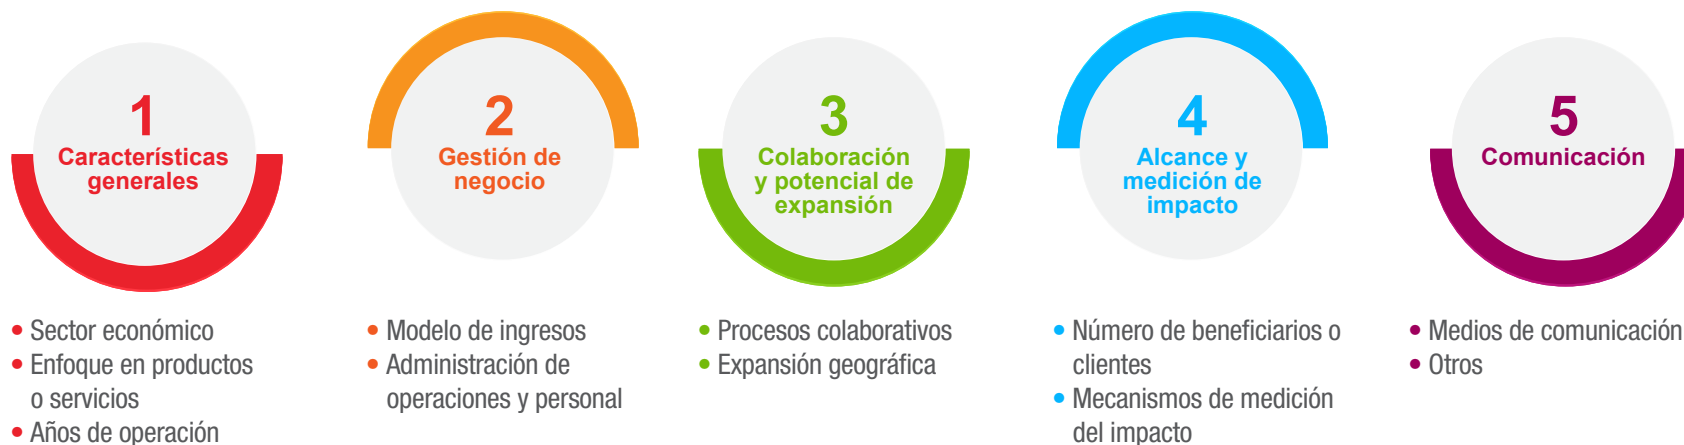 1
Características
generales
• Sector económico
• Enfoque en productos
o servicios
• Años de operación
2
Gestión de
negocio
• Modelo de ingresos
• Administración de
operaciones y personal
3
Colaboración
y potencial de
expansión
• Procesos colaborativos
• Expansión geográfica
4
Alcance y
medición de
impacto
• Número de beneficiarios o
clientes
• Mecanismos de medición
del impacto
5
Comunicación
• Medios de comunicación
• Otros